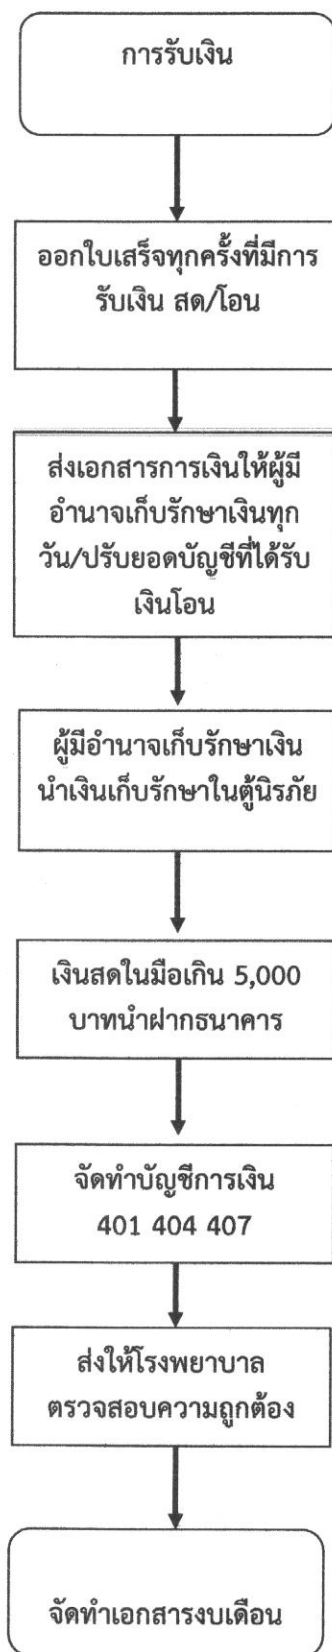 การรับเงิน
ออกใบเสร็จทุกครั้งที่มีการ
รับเงิน สด/โอน
ส่งเอกสารการเงินให้ผู้มี
อำนาจเก็บรักษาเงินทุก
วัน/ปรับยอดบัญชีที่ได้รับ
เงินโอน
ผู้มีอำนาจเก็บรักษาเงิน
นำเงินเก็บรักษาในตู้นิรภัย
เงินสดในมือเกิน 5,000
บาทนำฝากธนาคาร
จัดทำบัญชีการเงิน
401 404 407
ส่งให้โรงพยาบาล
ตรวจสอบความถูกต้อง
จัดทำเอกสารงบเดือน